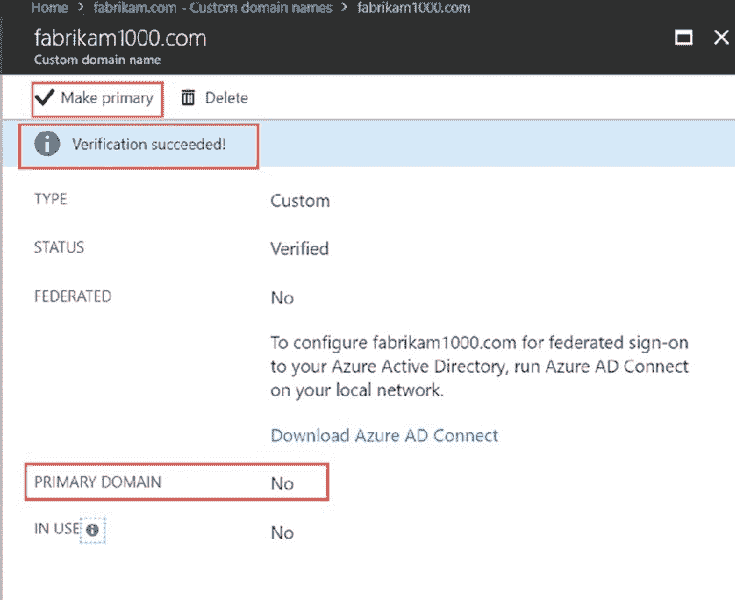 Home > fabrikam.com - Custom domain names > fabrikam1000.com
fabrikam1000.com
Custom domain name
Make primary Delete
Verification succeeded!
TYPE Custom
STATUS Verified
FEDERATED No
To configure fabrikam1000.com for federated sign-on
to your Azure Active Directory, run Azure AD Connect
on your local network.
Download Azure AD Connect
PRIMARY DOMAIN No
IN USE No